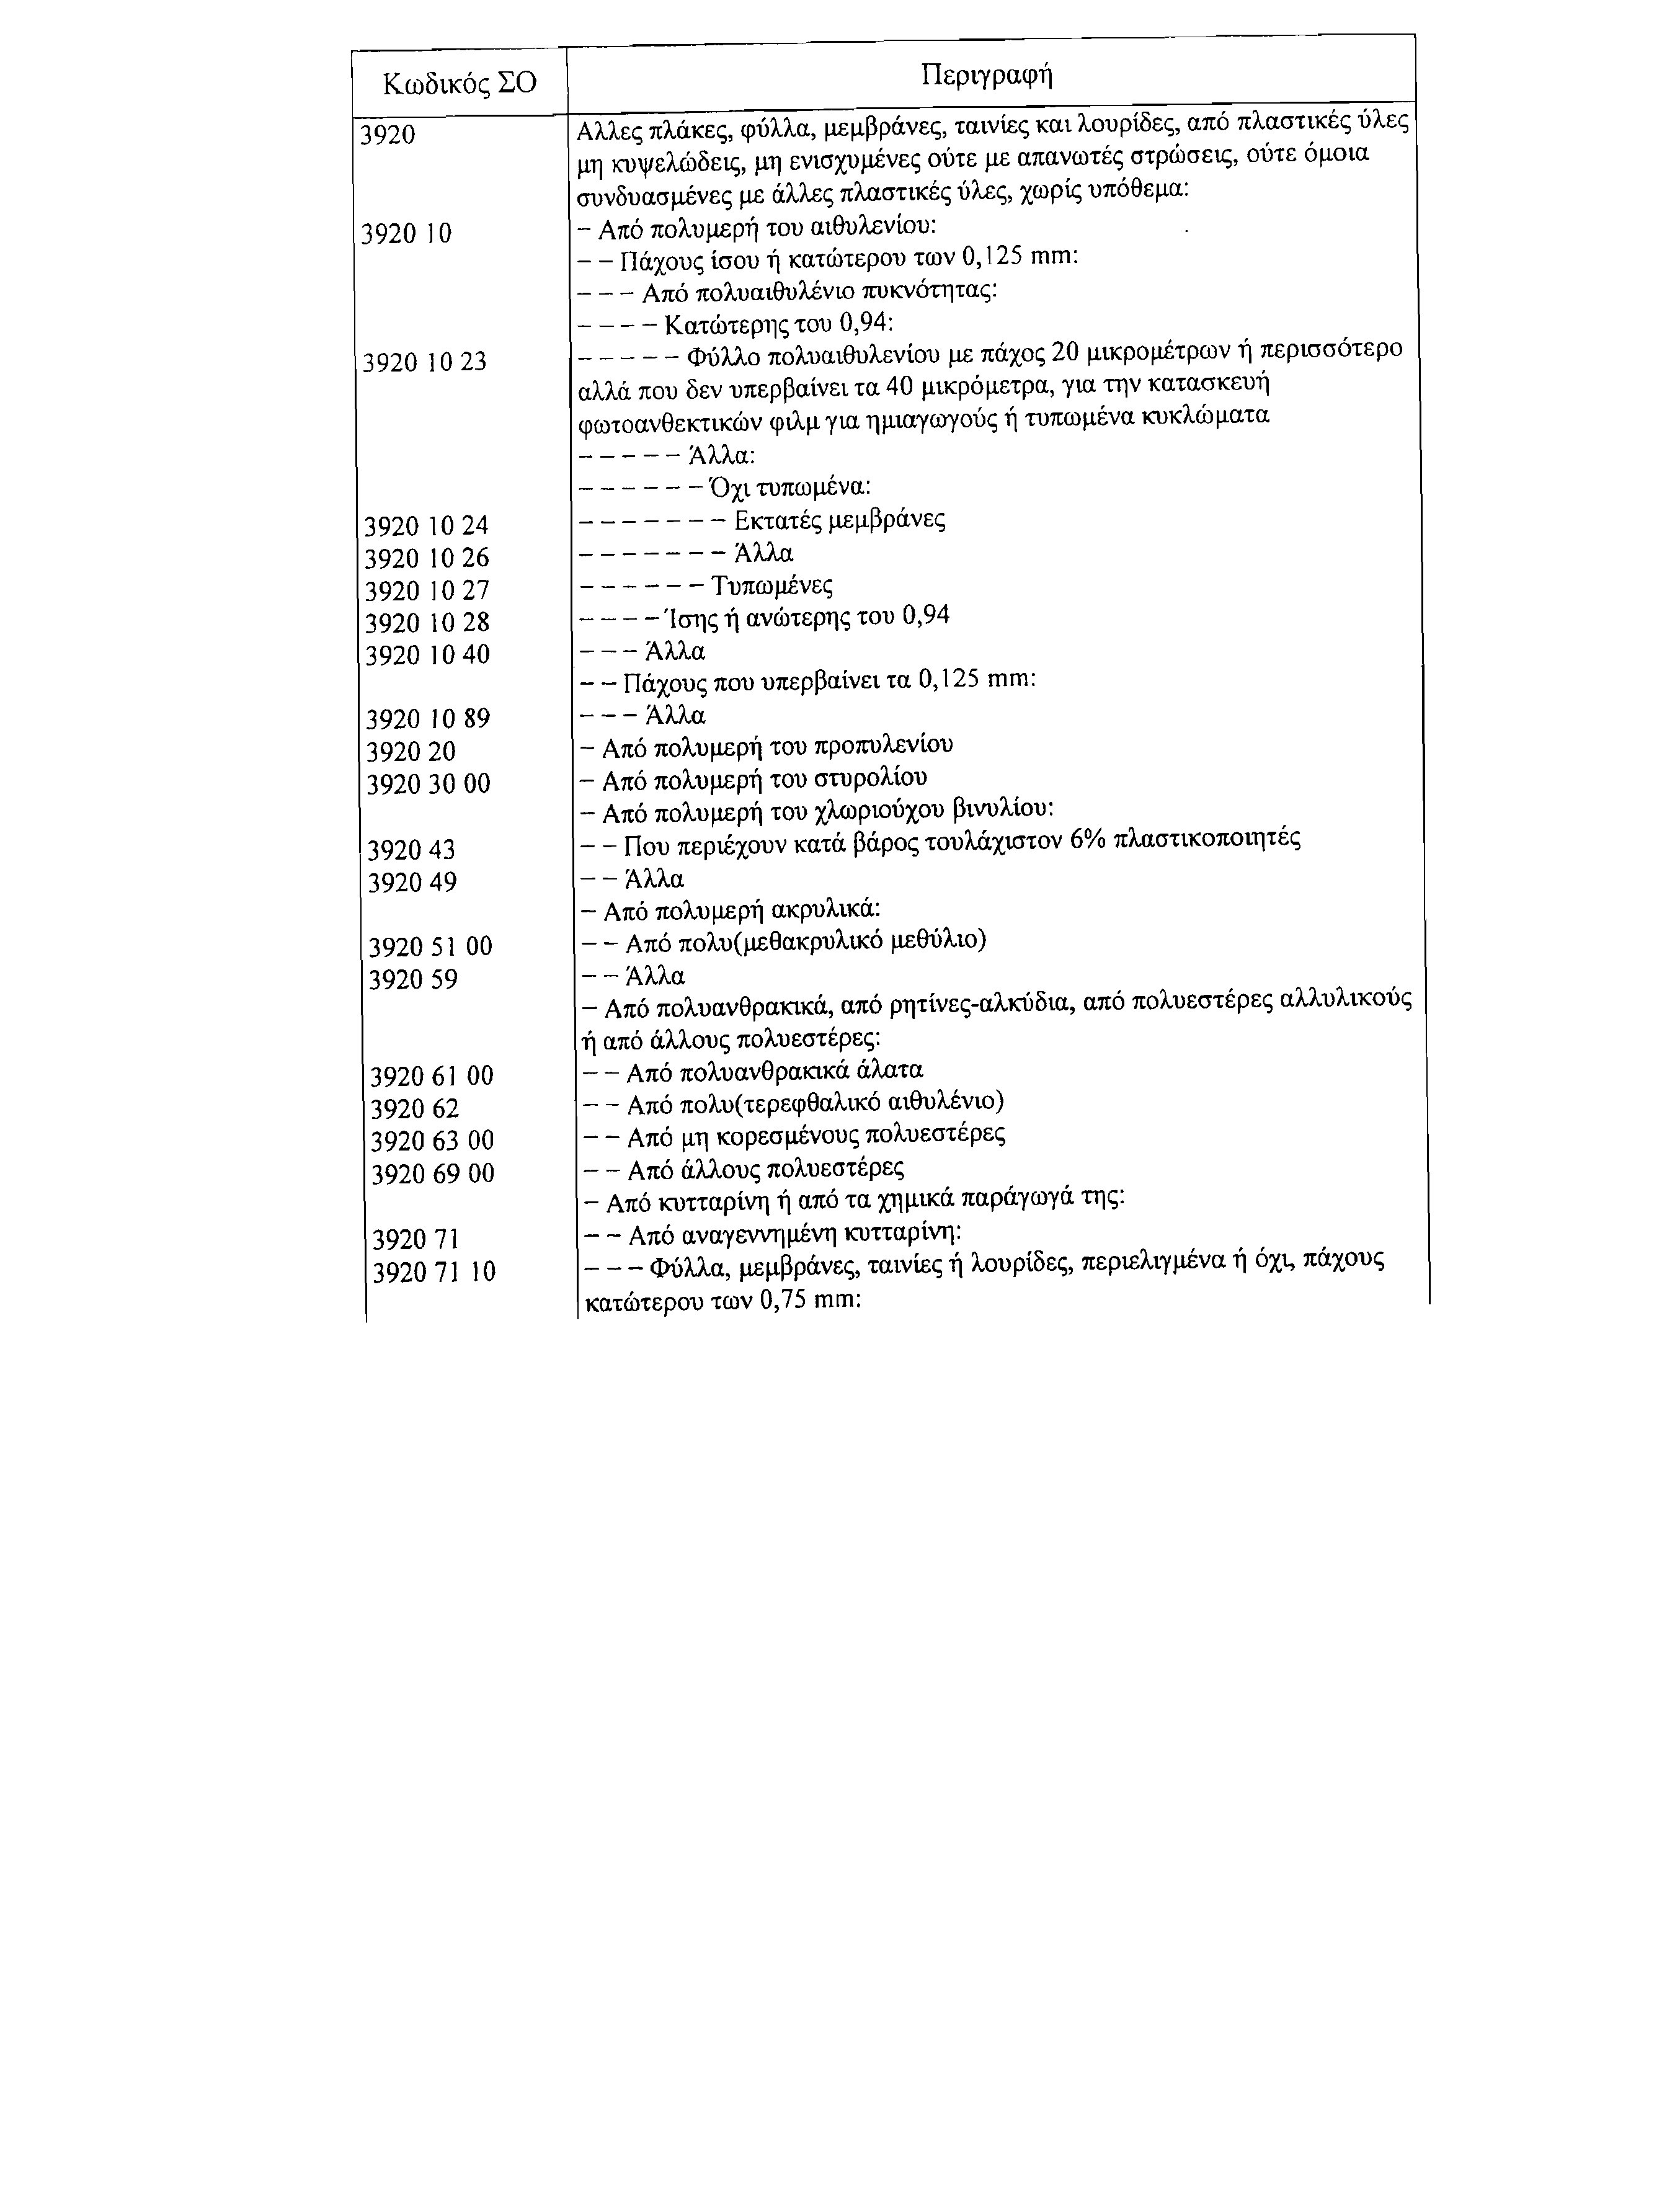 Κωδικός ΣΟ Περιγραφή
3920 Αλλες πλάκες, φύλλα, μεμβράνες, ταινίες και λουρίδες, από πλαστικές ύλες
μη κυψελώδεις, μη ενισχυμένες ούτε με απανωτές στρώσεις, ούτε όμοια
συνδυασμένες με άλλες πλαστικές ύλες, χωρίς υπόθεμα:
3920 10 – Από πολυμερή του αιθυλενίου:
– – Πάχους ίσου ή κατώτερου των 0,125 mm:
– – – Από πολυαιθυλένιο πυκνότητας:
– – – – Κατώτερης του 0,94:
3920 10 23 – – – – – Φύλλο πολυαιθυλενίου με πάχος 20 μικρομέτρων ή περισσότερο
αλλά που δεν υπερβαίνει τα 40 μικρόμετρα, για την κατασκευή
φωτοανθεκτικών φιλμ για ημιαγωγούς ή τυπωμένα κυκλώματα
– – – – – Άλλα:
– – – – – – Όχι τυπωμένα:
3920 10 24 – – – – – – – Εκτατές μεμβράνες
3920 10 26 – – – – – – – Άλλα
3920 10 27 – – – – – – Τυπωμένες
3920 10 28 – – – – Ίσης ή ανώτερης του 0,94
3920 10 40 – – – Άλλα
– – Πάχους που υπερβαίνει τα 0,125 mm:
3920 10 89 – – – Άλλα
3920 20 – Από πολυμερή του προπυλενίου
3920 30 00 – Από πολυμερή του στυρολίου
– Από πολυμερή του χλωριούχου βινυλίου:
3920 43 – – Που περιέχουν κατά βάρος τουλάχιστον 6% πλαστικοποιητές
3920 49 – – Άλλα
– Από πολυμερή ακρυλικά:
3920 51 00 – – Από πολυ(μεθακρυλικό μεθύλιο)
3920 59 – – Άλλα
– Από πολυανθρακικά, από ρητίνες-αλκύδια, από πολυεστέρες αλλυλικούς
ή από άλλους πολυεστέρες:
3920 61 00 – – Από πολυανθρακικά άλατα
3920 62 – – Από πολυ(τερεφθαλικό αιθυλένιο)
3920 63 00 – – Από μη κορεσμένους πολυεστέρες
3920 69 00 – – Από άλλους πολυεστέρες
– Από κυτταρίνη ή από τα χημικά παράγωγά της:
3920 71 – – Από αναγεννημένη κυτταρίνη:
3920 71 10 – – – Φύλλα, μεμβράνες, ταινίες ή λουρίδες, περιελιγμένα ή όχι, πάχους
κατώτερου των 0,75 mm: